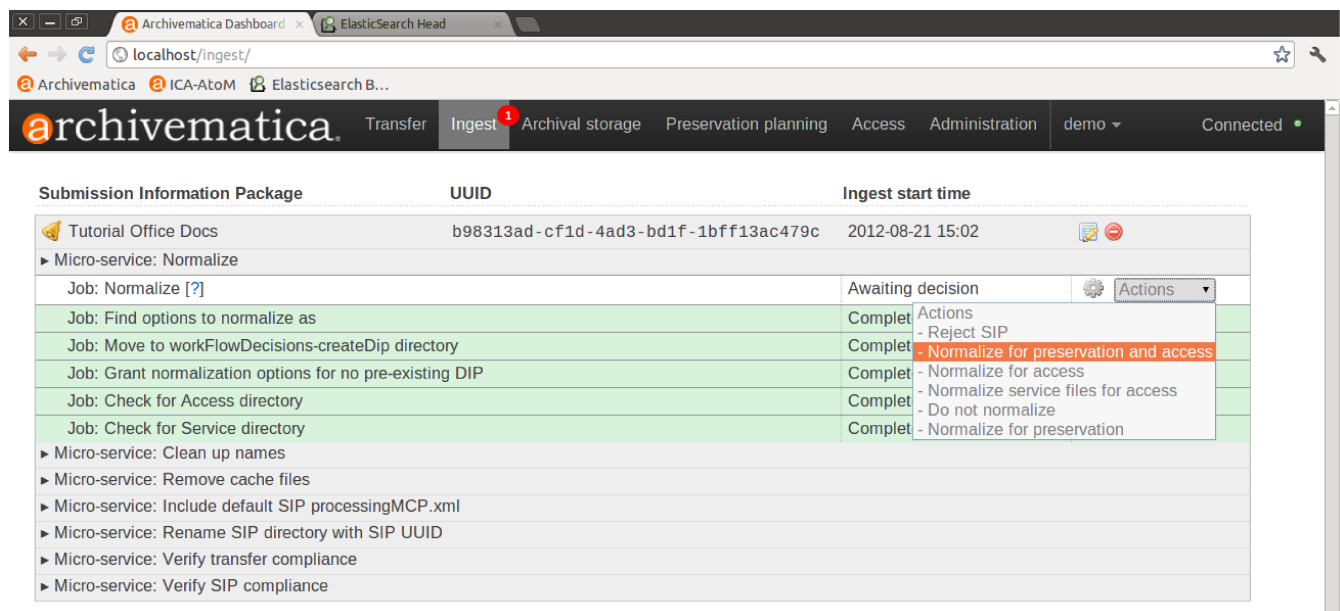 Archivematica Dashboard
ElasticSearch Head
localhost/ingest/
Archivematica ICA-AtoM Elasticsearch B...
archivematica. Transfer Ingest 1 Archival storage Preservation planning Access Administration demo Connected
Submission Information Package UUID Ingest start time
Tutorial Office Docs b98313ad-cf1d-4ad3-bd1f-1bff13ac479c 2012-08-21 15:02
Micro-service: Normalize
Job: Normalize [?] Awaiting decision Actions
Job: Find options to normalize as Complet
Job: Move to workFlowDecisions-createDip directory Complet
Job: Grant normalization options for no pre-existing DIP Complet
Job: Check for Access directory Complet
Job: Check for Service directory Complet
Actions
- Reject SIP
- Normalize for preservation and access
- Normalize for access
- Normalize service files for access
- Do not normalize
- Normalize for preservation
Micro-service: Clean up names
Micro-service: Remove cache files
Micro-service: Include default SIP processingMCP.xml
Micro-service: Rename SIP directory with SIP UUID
Micro-service: Verify transfer compliance
Micro-service: Verify SIP compliance